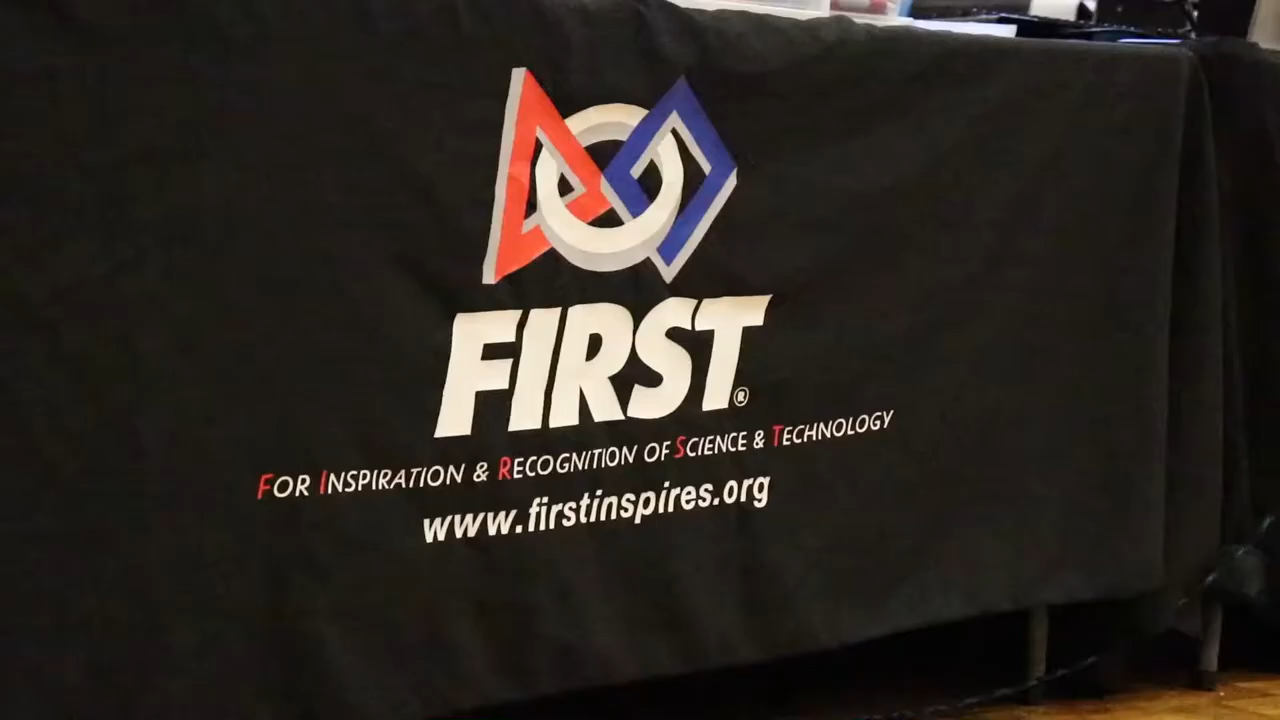 FIRST®
FOR INSPIRATION & RECOGNITION OF SCIENCE & TECHNOLOGY
www.firstinspires.org